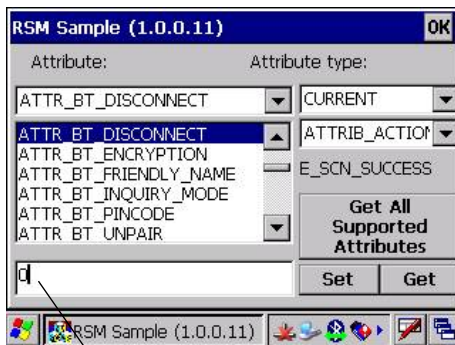 RSM Sample (1.0.0.11) OK
Attribute: Attribute type:
ATTR_BT_DISCONNECT CURRENT
ATTR_BT_DISCONNECT ATTRIB_ACTION
ATTR_BT_ENCRYPTION
ATTR_BT_FRIENDLY_NAME E_SCN_SUCCESS
ATTR_BT_INQUIRY_MODE
ATTR_BT_PINCODE
ATTR_BT_UNPAIR
Get All
Supported
Attributes
0
Set Get
RSM Sample (1.0.0.11)